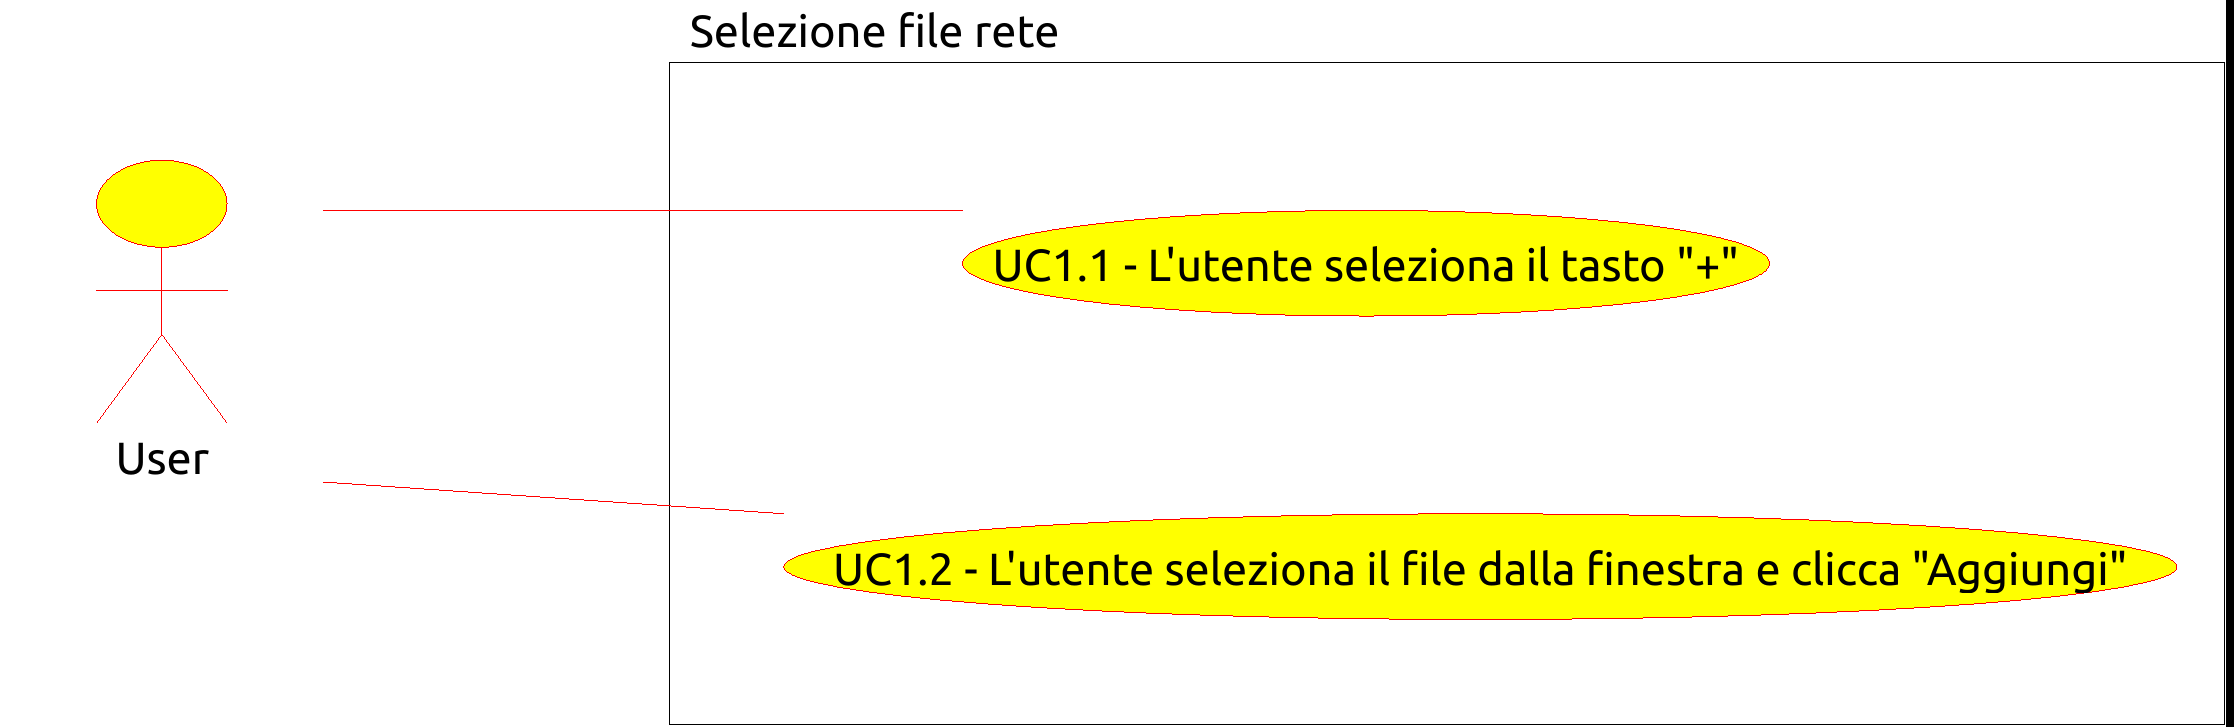 Selezione file rete
UC1.1 - L'utente seleziona il tasto "+"
User
UC1.2 - L'utente seleziona il file dalla finestra e clicca "Aggiungi"